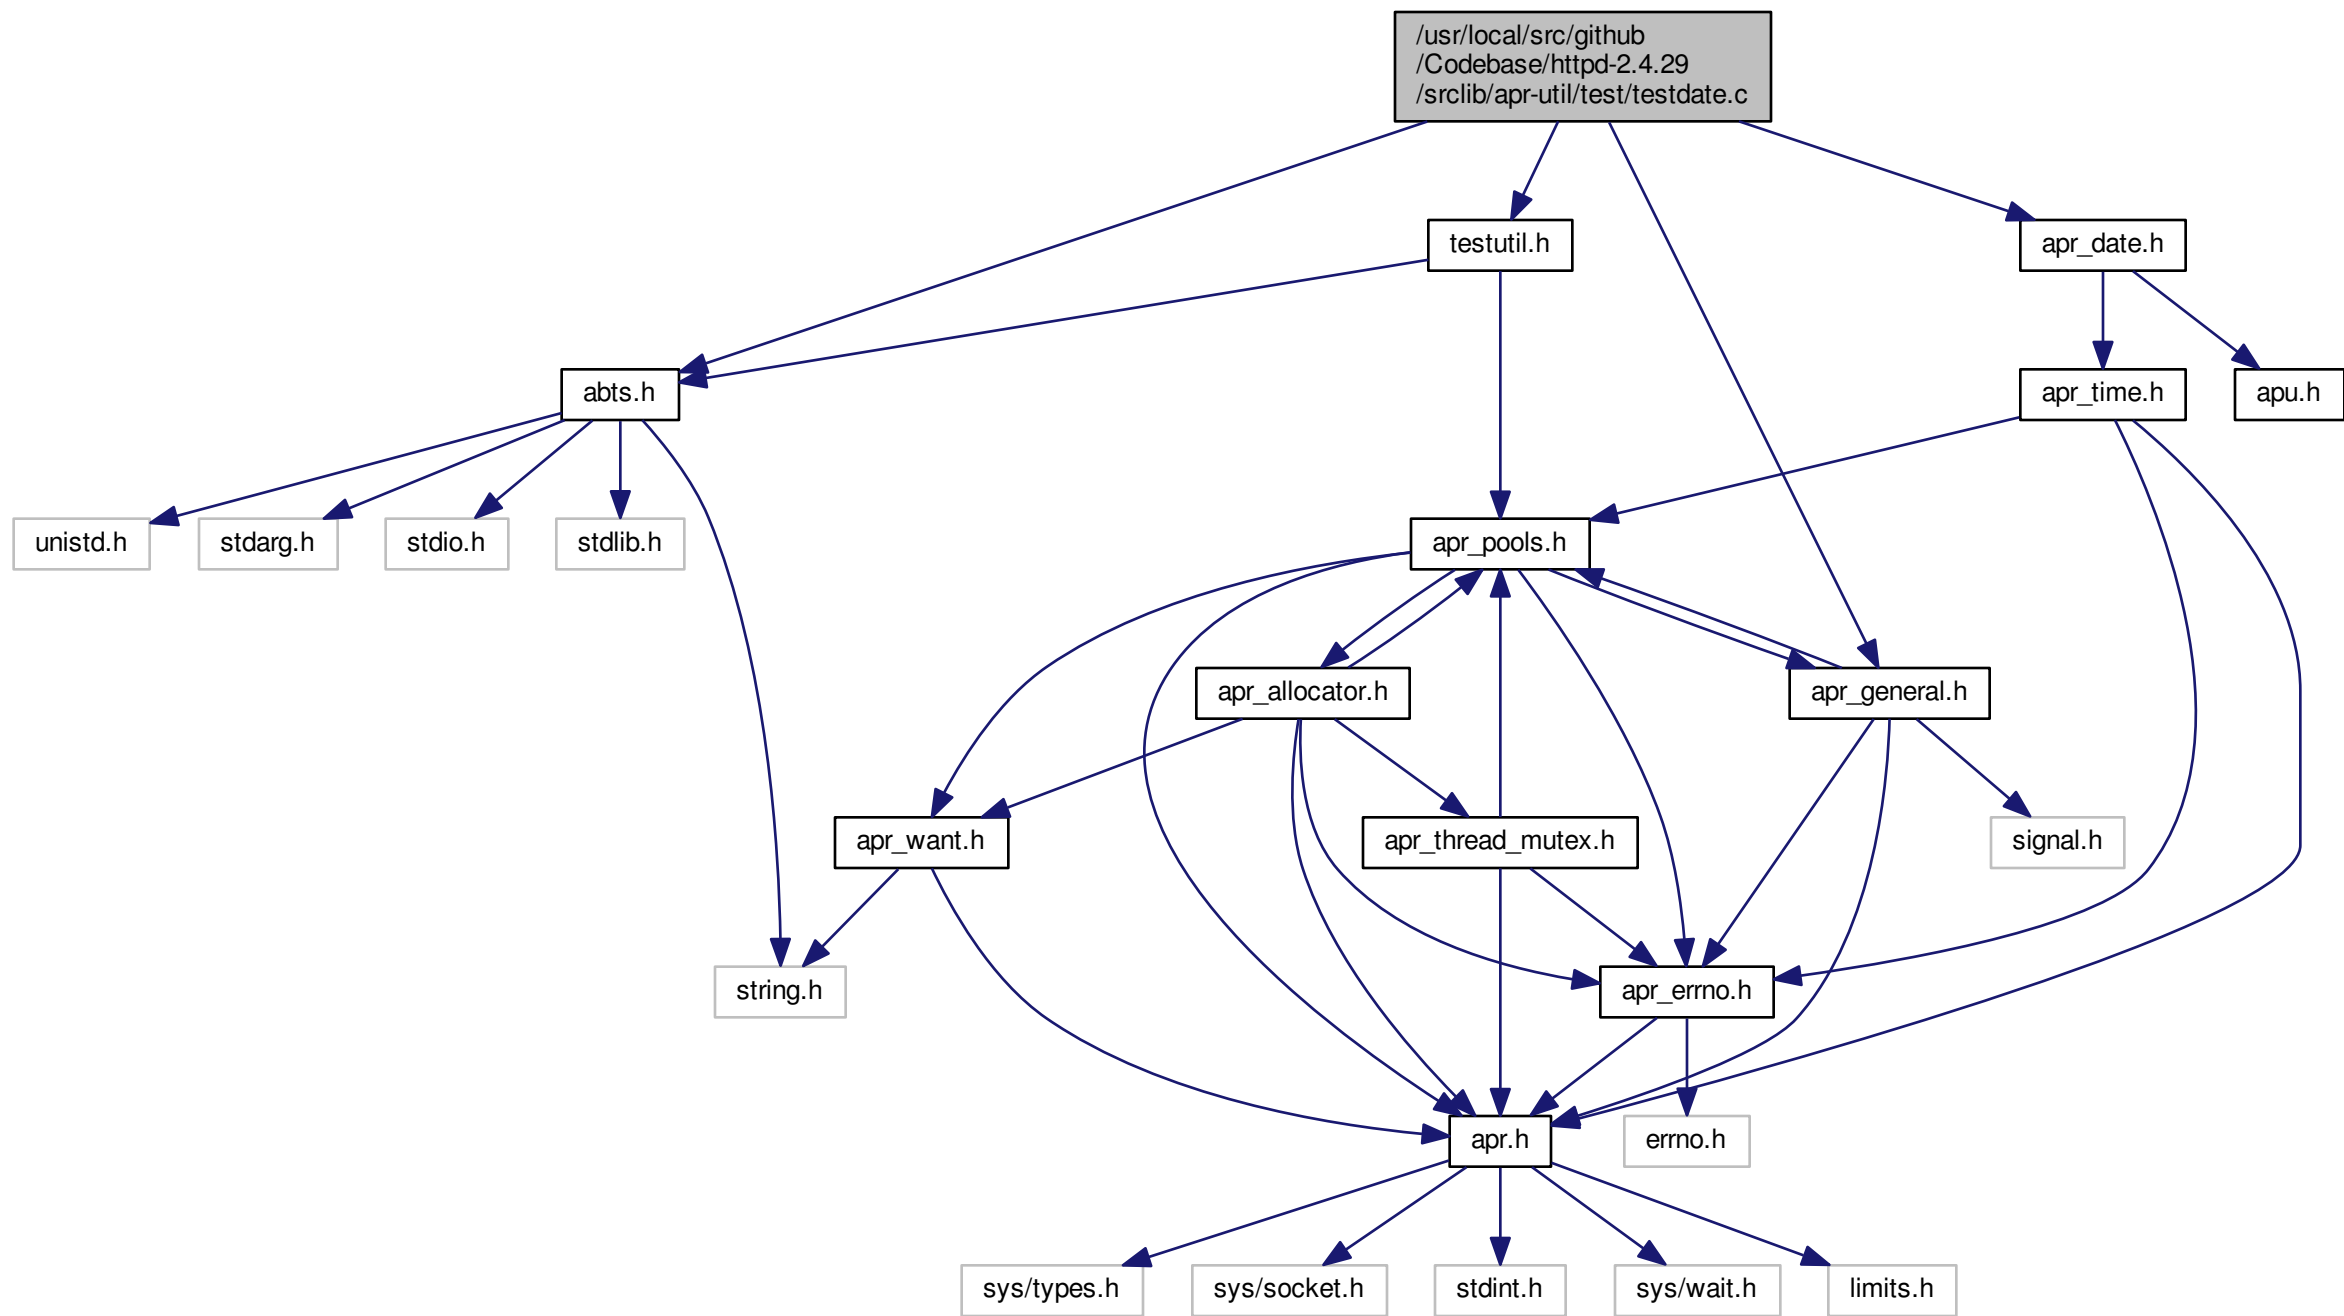 /usr/local/src/github
/Codebase/httpd-2.4.29
/srclib/apr-util/test/testdate.c
testutil.h
apr_date.h
abts.h
apr_time.h
apu.h
unistd.h
stdarg.h
stdio.h
stdlib.h
apr_pools.h
apr_allocator.h
apr_general.h
apr_want.h
apr_thread_mutex.h
signal.h
string.h
apr_errno.h
apr.h
errno.h
sys/types.h
sys/socket.h
stdint.h
sys/wait.h
limits.h